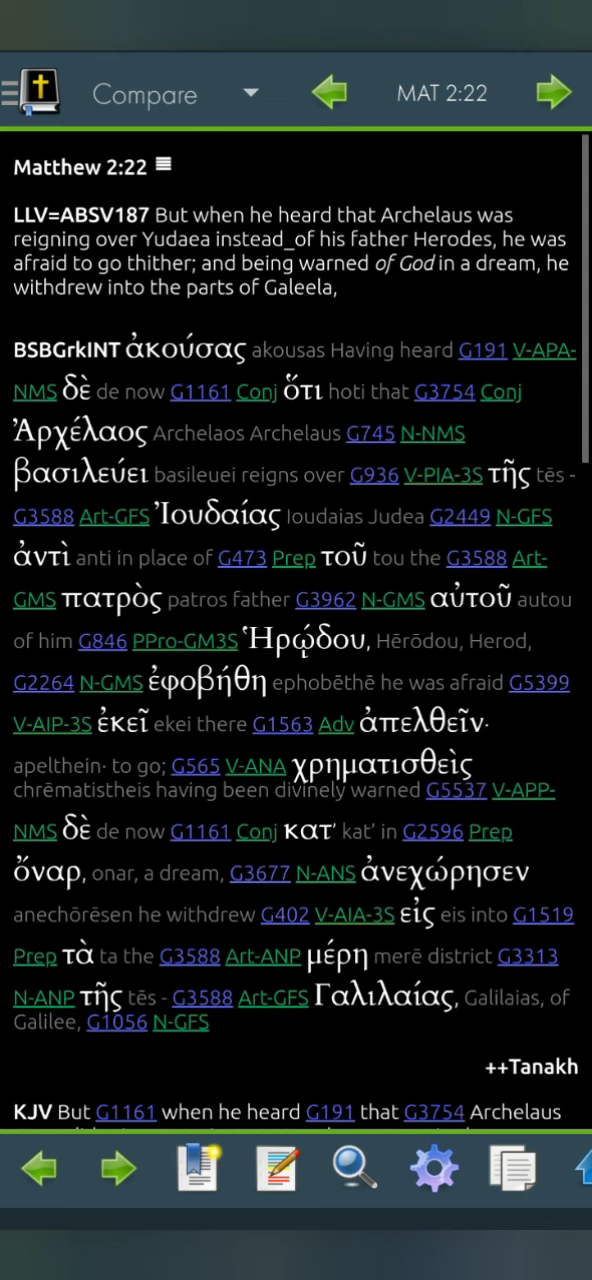 Compare
MAT 2:22
Matthew 2:22
LLV=ABSV187 But when he heard that Archelaus was
reigning over Yudaea instead_of his father Herodes, he was
afraid to go thither; and being warned of God in a dream, he
withdrew into the parts of Galeela,
BSBGrkINT ἀκούσας akousas Having heard G191 V-APA-
NMS δὲ de now G1161 Conj ὅτι hoti that G3754 Conj
Ἀρχέλαος Archelaos Archelaus G745 N-NMS
βασιλεύει basileuei reigns over G936 V-PIA-3S τῆς tēs -
G3588 Art-GFS Ἰουδαίας Ioudaias Judea G2449 N-GFS
ἀντὶ anti in place of G473 Prep τοῦ tou the G3588 Art-
GMS πατρὸς patros father G3962 N-GMS αὐτοῦ autou
of him G846 PPro-GM3S Ἡρῴδου, Hērōdou, Herod,
G2264 N-GMS ἐφοβήθη ephobēthē he was afraid G5399
V-AIP-3S ἐκεῖ ekei there G1563 Adv ἀπελθεῖν·
apelthein· to go; G565 V-ANA χρηματισθεὶς
chrēmatistheis having been divinely warned G5537 V-APP-
NMS δὲ de now G1161 Conj κατ’ kat’ in G2596 Prep
ὄναρ, onar, a dream, G3677 N-ANS ἀνεχώρησεν
anechōrēsen he withdrew G402 V-AIA-3S εἰς eis into G1519
Prep τὰ ta the G3588 Art-ANP μέρη merē district G3313
N-ANP τῆς tēs - G3588 Art-GFS Γαλιλαίας, Galilaias, of
Galilee, G1056 N-GFS
++Tanakh
KJV But G1161 when he heard G191 that G3754 Archelaus